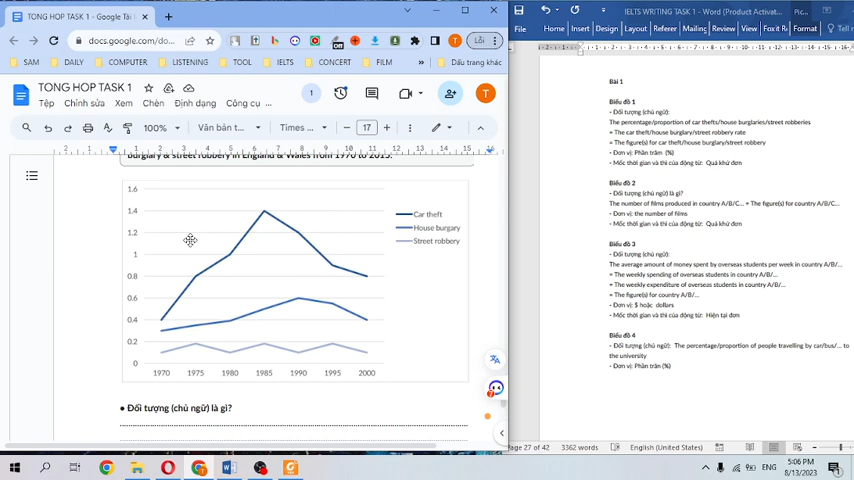 TONG HOP TASK 1 - Google Tài l
docs.google.com/do...
T
Lỗi
SAM
DAILY
COMPUTER
LISTENING
TOOL
IELTS
CONCERT
FILM
»
Dấu trang khác
TONG HOP TASK 1
Tệp Chỉnh sửa Xem Chèn Định dạng Công cụ ...
1
T
100%
Văn bản t...
Times ...
17
burglary & street robbery in England & Wales from 1970 to 2015.
1.6
1.4
1.2
1
0.8
0.6
0.4
0.2
0
1970 1975 1980 1985 1990 1995 2000
Car theft
House burgary
Street robbery
• Đối tượng (chủ ngữ) là gì?
IELTS WRITING TASK 1 - Word (Product Activat...
Pic...
File Home Insert Design Layout Referer Mailing Review View Foxit Re Format Tell
Bài 1
Biểu đồ 1
- Đối tượng (chủ ngữ):
The percentage/proportion of car thefts/house burglaries/street robberies
= The car theft/house burglary/street robbery rate
= The figure(s) for car theft/house burglary/street robbery
- Đơn vị: Phần trăm (%)
- Mốc thời gian và thì của động từ: Quá khứ đơn
Biểu đồ 2
- Đối tượng (chủ ngữ) là gì?
The number of films produced in country A/B/C... = The figure(s) for country A/B/C...
- Đơn vị: the number of films
- Mốc thời gian và thì của động từ: Quá khứ đơn
Biểu đồ 3
- Đối tượng (chủ ngữ):
The average amount of money spent by overseas students per week in country A/B/...
= The weekly spending of overseas students in country A/B/...
= The weekly expenditure of overseas students in country A/B/...
= The figure(s) for country A/B/...
- Đơn vị: $ hoặc dollars
- Mốc thời gian và thì của động từ: Hiện tại đơn
Biểu đồ 4
- Đối tượng (chủ ngữ): The percentage/proportion of people travelling by car/bus/... to
the university
- Đơn vị: Phần trăm (%)
Page 27 of 42
3362 words
English (United States)
ENG
5:06 PM
8/13/2023